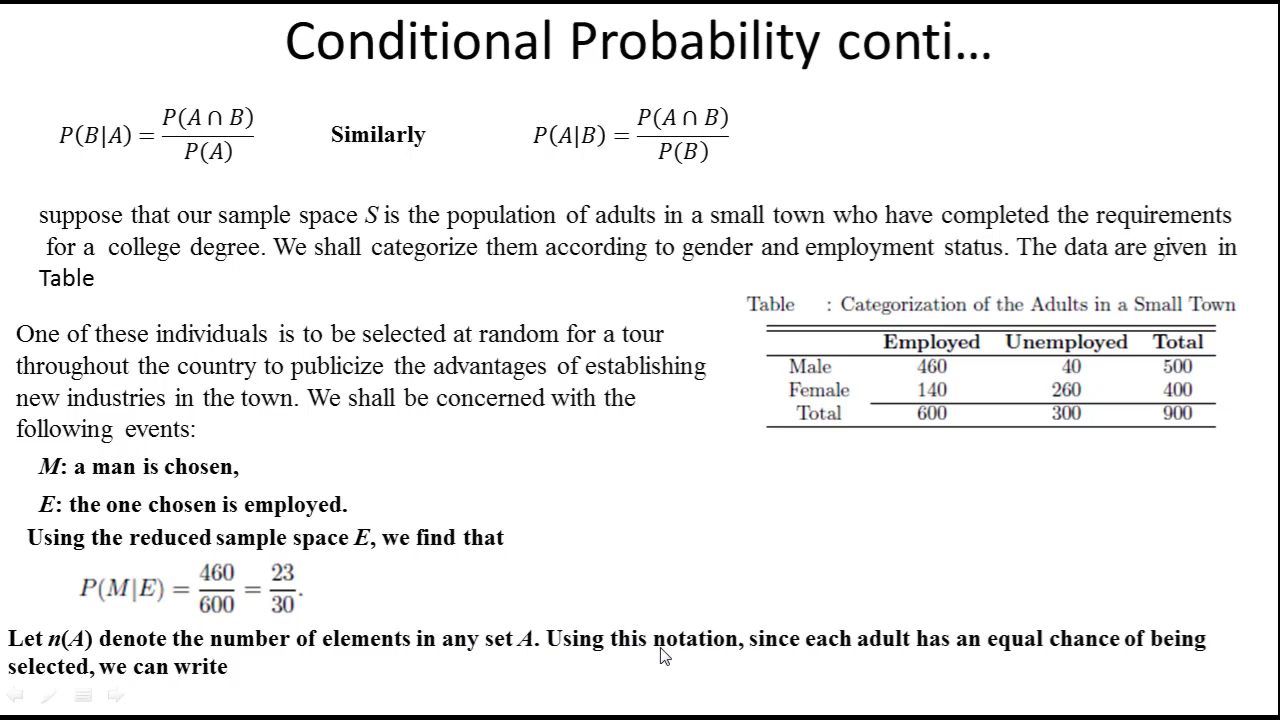 Conditional Probability conti…
P(B|A) = P(A ∩ B) / P(A) Similarly P(A|B) = P(A ∩ B) / P(B)
suppose that our sample space S is the population of adults in a small town who have completed the requirements
for a college degree. We shall categorize them according to gender and employment status. The data are given in
Table
One of these individuals is to be selected at random for a tour
throughout the country to publicize the advantages of establishing
new industries in the town. We shall be concerned with the
following events:
Table : Categorization of the Adults in a Small Town
Employed Unemployed Total
Male 460 40 500
Female 140 260 400
Total 600 300 900
M: a man is chosen,
E: the one chosen is employed.
Using the reduced sample space E, we find that
P(M|E) = 460/600 = 23/30.
Let n(A) denote the number of elements in any set A. Using this notation, since each adult has an equal chance of being
selected, we can write